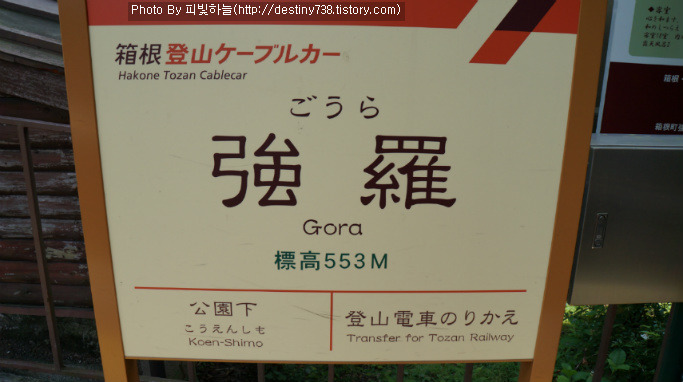 Photo By 피빛하늘(http://destiny738.tistory.com)
箱根 登山ケーブルカー
Hakone Tozan Cablecar
ごうら
強羅
Gora
標高553M
公園下
こうえんしも
Koen-Shimo
登山電車のりかえ
Transfer for Tozan Railway